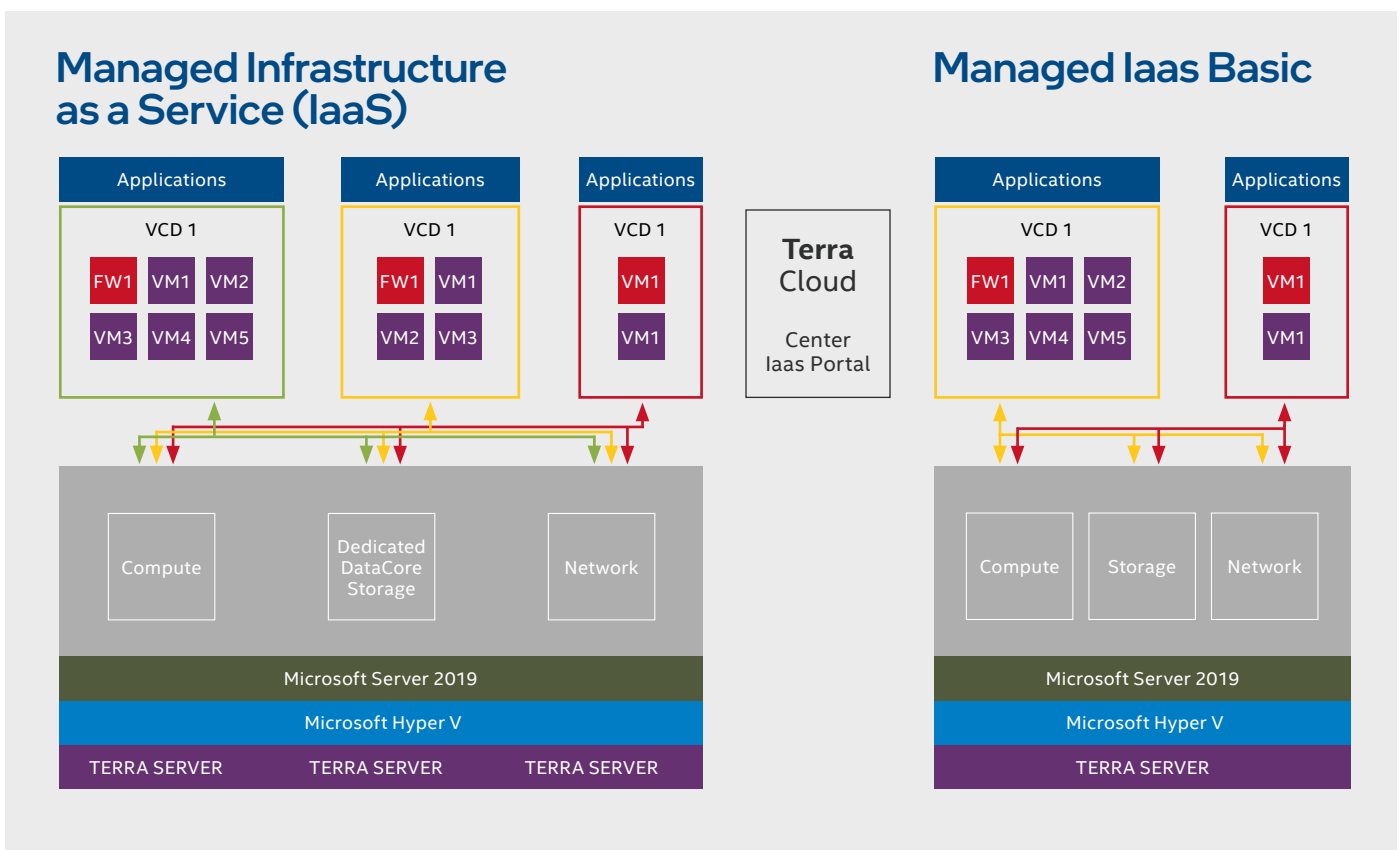 Managed Infrastructure
as a Service (IaaS)
Applications
VCD 1
FW1 VM1 VM2
VM3 VM4 VM5
Applications
VCD 1
FW1 VM1
VM2 VM3
Applications
VCD 1
VM1
VM1
Compute
Dedicated
DataCore
Storage
Network
Microsoft Server 2019
Microsoft Hyper V
TERRA SERVER TERRA SERVER TERRA SERVER
Terra
Cloud
Center
Iaas Portal
Managed Iaas Basic
Applications
VCD 1
FW1 VM1 VM2
VM3 VM4 VM5
Applications
VCD 1
VM1
VM1
Compute
Storage
Network
Microsoft Server 2019
Microsoft Hyper V
TERRA SERVER